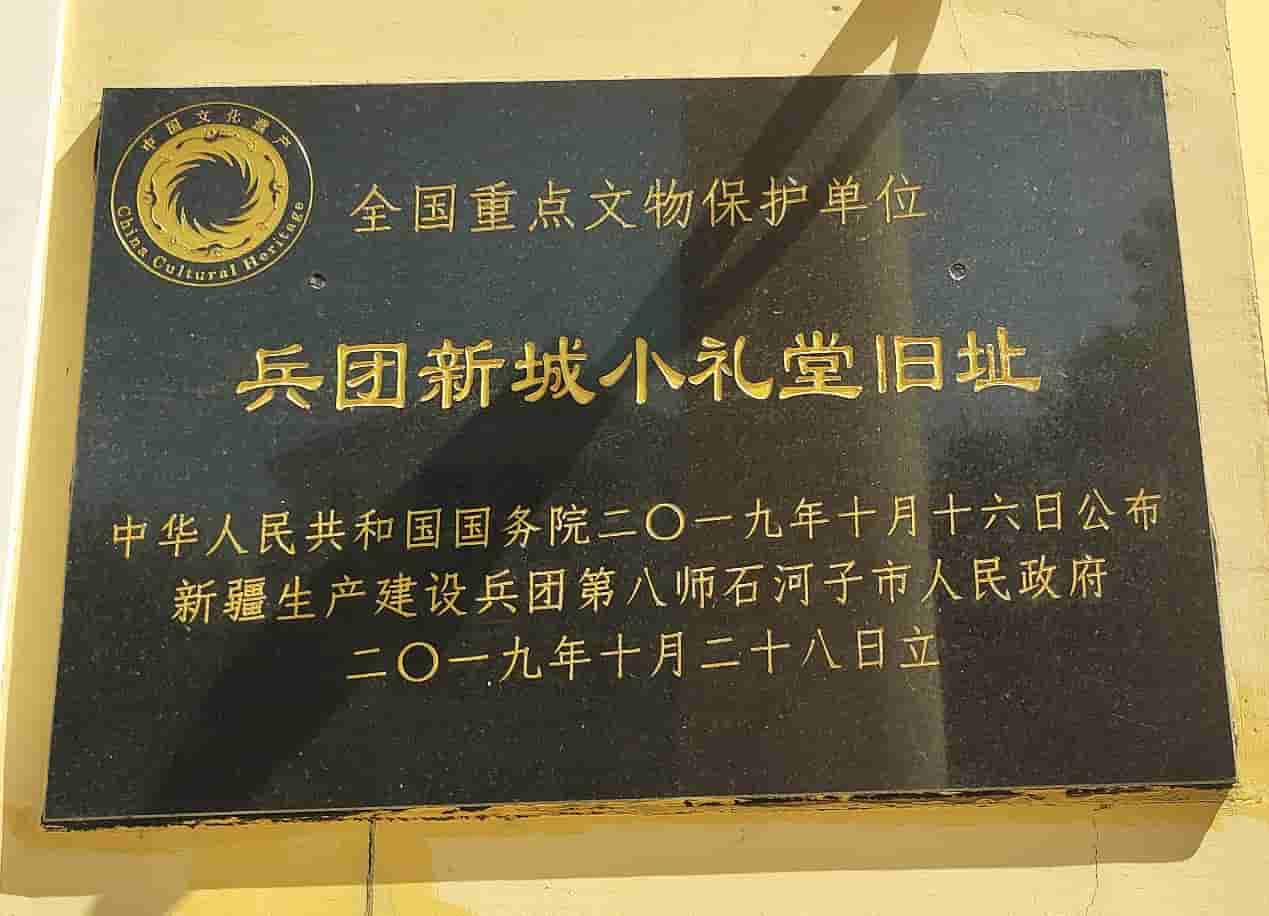 中国文化遗产
China Cultural Heritage
全国重点文物保护单位
兵团新城小礼堂旧址
中华人民共和国国务院二〇一九年十月十六日公布
新疆生产建设兵团第八师石河子市人民政府
二〇一九年十月二十八日立